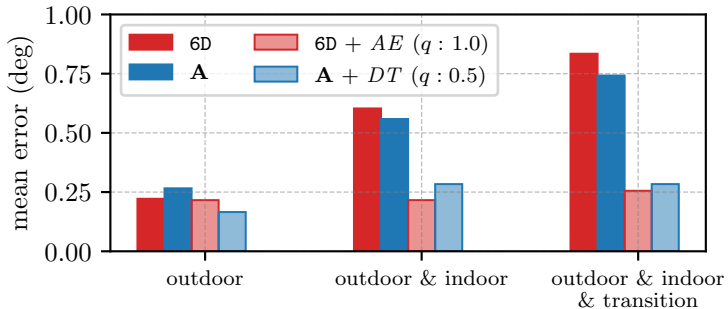 mean error (deg)
1.00
0.75
0.50
0.25
0.00
6D
6D + AE (q : 1.0)
A
A + DT (q : 0.5)
outdoor
outdoor & indoor
outdoor & indoor
& transition